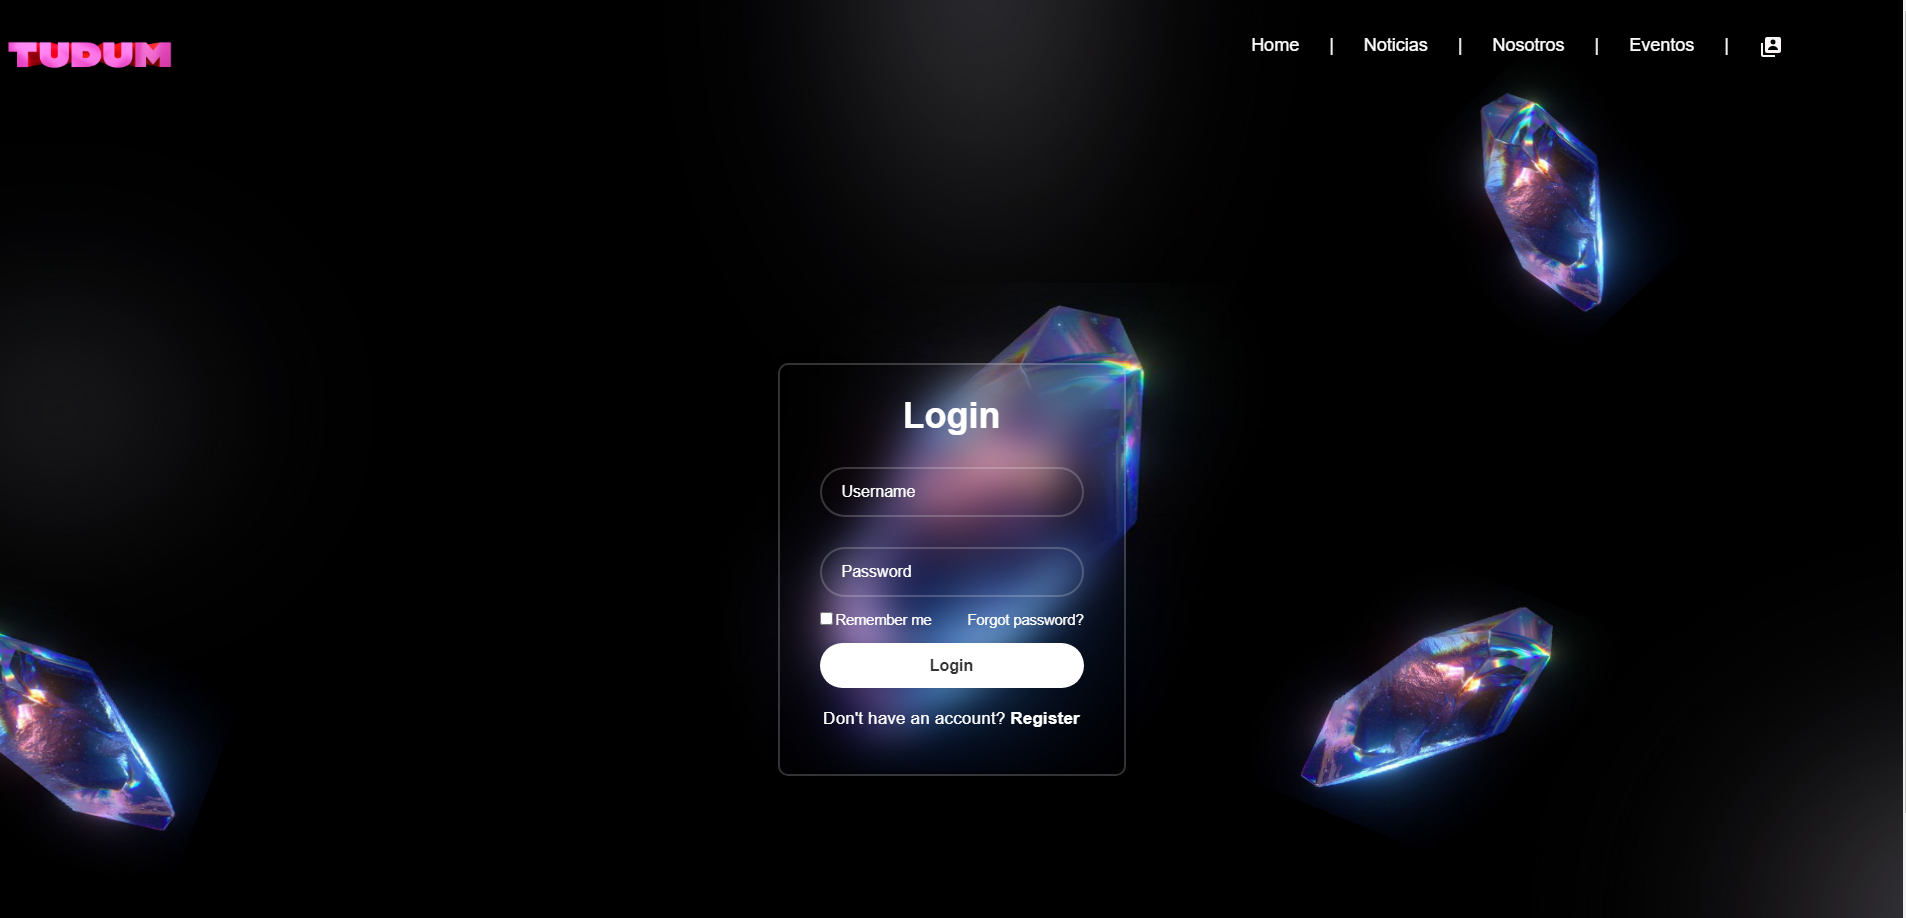 TUDUM
Home | Noticias | Nosotros | Eventos |
Login
Username
Password
Remember me Forgot password?
Login
Don't have an account? Register